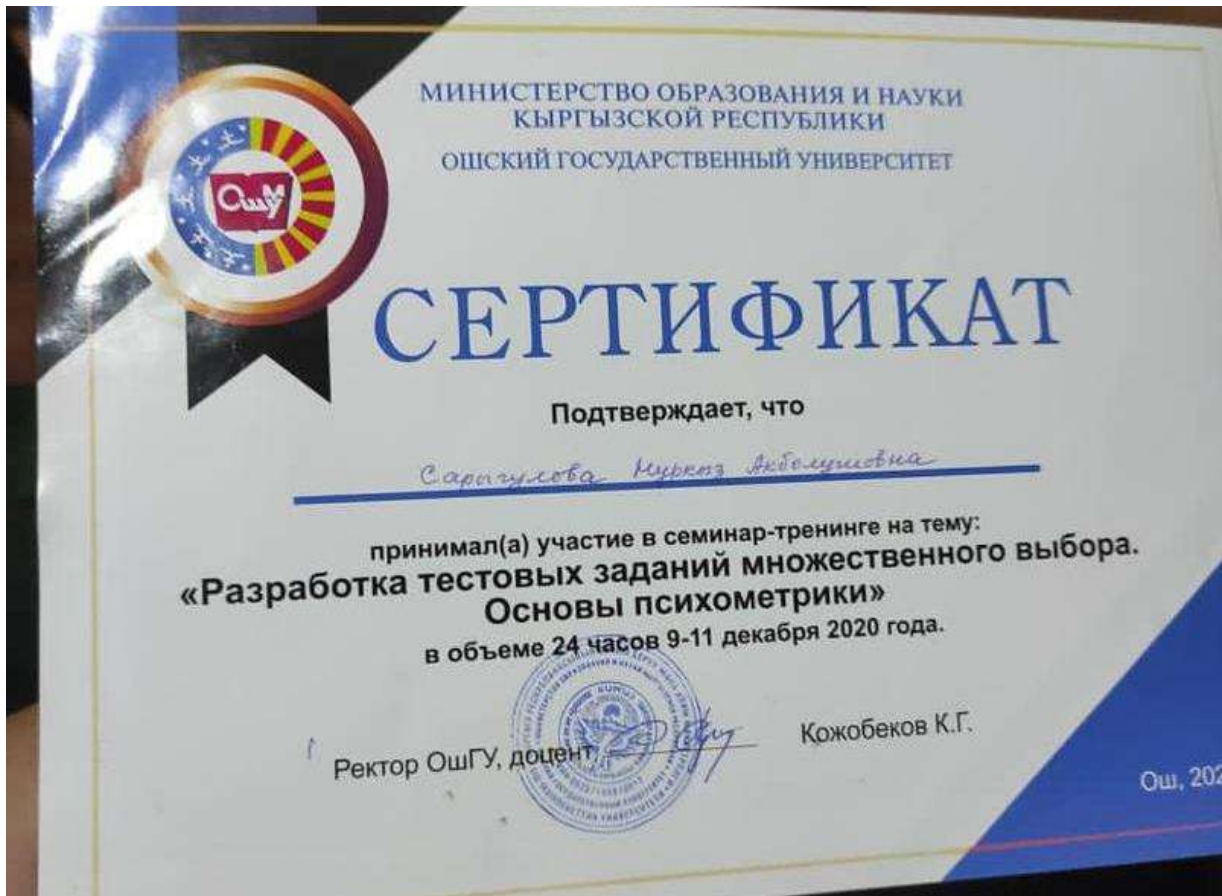 ОшМУ
МИНИСТЕРСТВО ОБРАЗОВАНИЯ И НАУКИ
КЫРГЫЗСКОЙ РЕСПУБЛИКИ
ОШСКИЙ ГОСУДАРСТВЕННЫЙ УНИВЕРСИТЕТ
СЕРТИФИКАТ
Подтверждает, что
Сарыгулова Нуркыз
принимал(а) участие в семинар-тренинге на тему:
«Разработка тестовых заданий множественного выбора.
Основы психометрики»
в объеме 24 часов 9-11 декабря 2020 года.
Ректор ОшГУ, доцент
Кожобеков К.Г.
Ош, 202